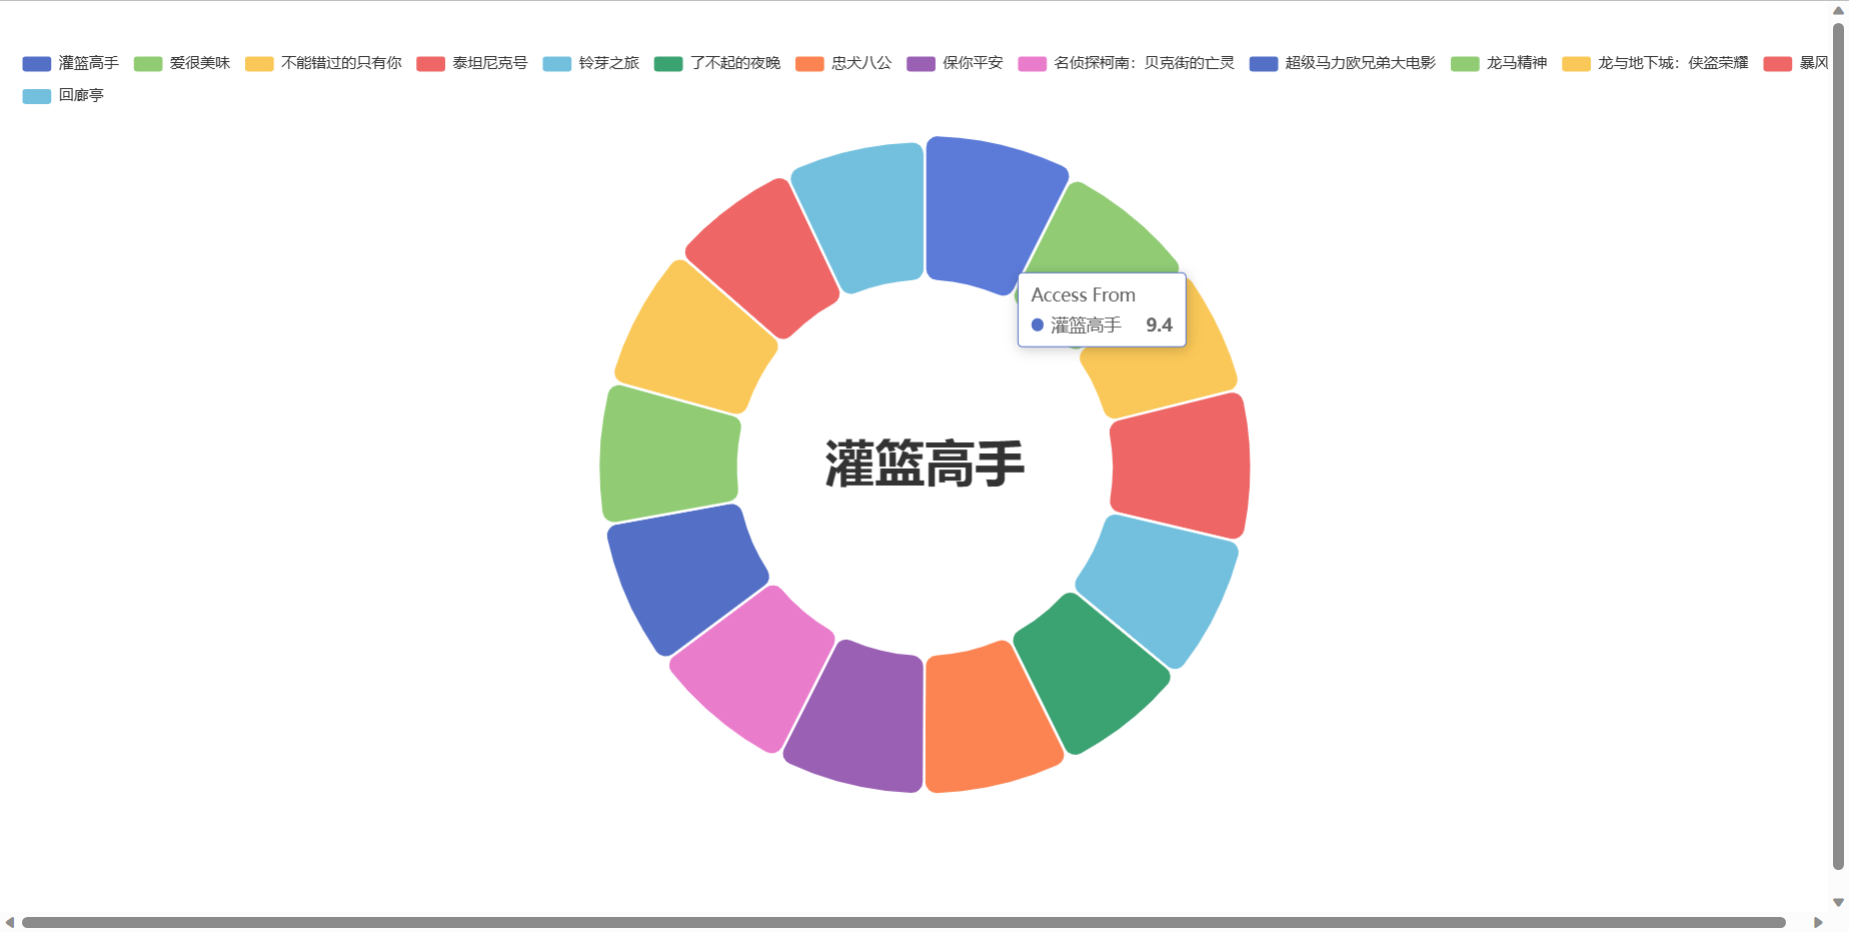 灌篮高手 爱很美味 不能错过的只有你 泰坦尼克号 铃芽之旅 了不起的夜晚 忠犬八公 保你平安 名侦探柯南：贝克街的亡灵 超级马力欧兄弟大电影 龙马精神 龙与地下城：侠盗荣耀 暴风
回廊亭
Access From
灌篮高手 9.4
灌篮高手